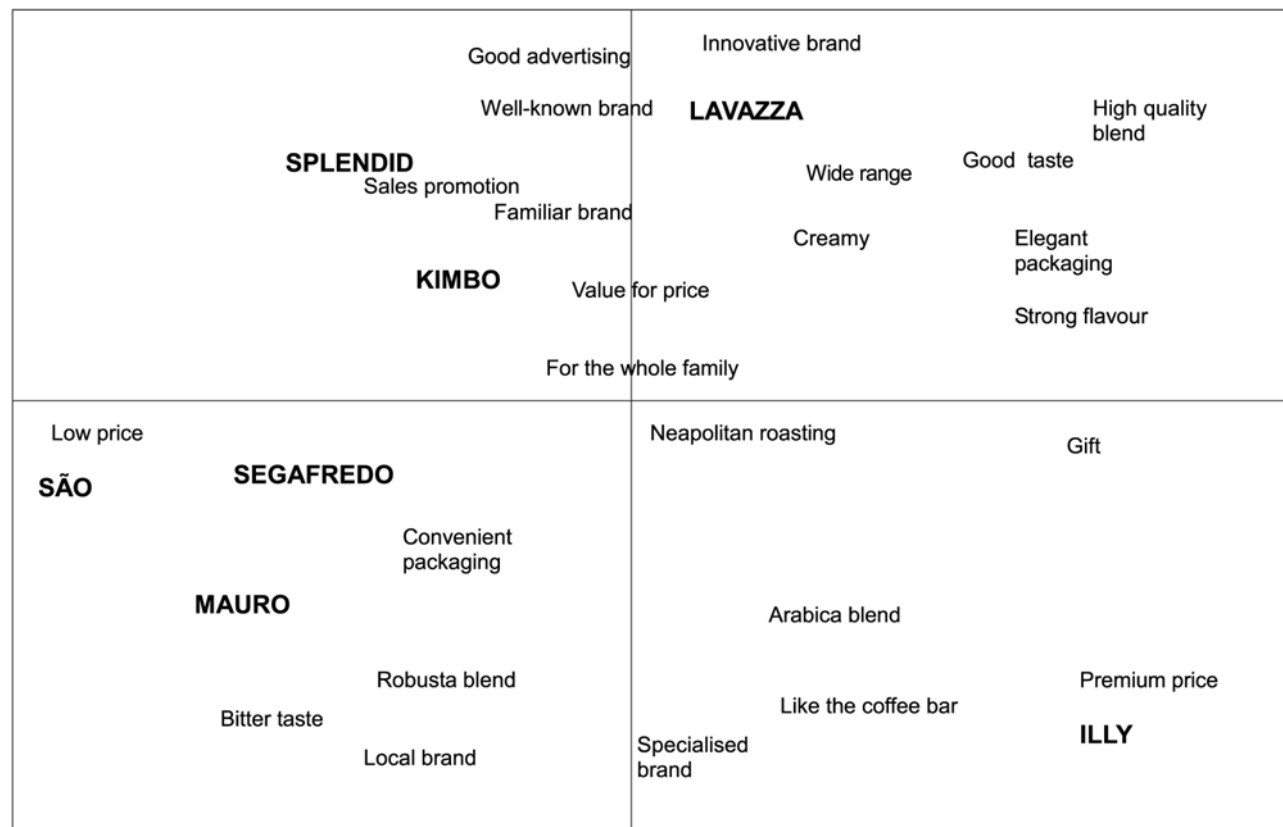 Innovative brand
Good advertising
Well-known brand
LAVAZZA
High quality
blend
SPLENDID
Good  taste
Wide range
Sales promotion
Familiar brand
Creamy
Elegant
packaging
KIMBO
Value for price
Strong flavour
For the whole family
Low price
Neapolitan roasting
Gift
SÃO
SEGAFREDO
Convenient
packaging
MAURO
Arabica blend
Robusta blend
Premium price
Bitter taste
Like the coffee bar
ILLY
Local brand
Specialised
brand